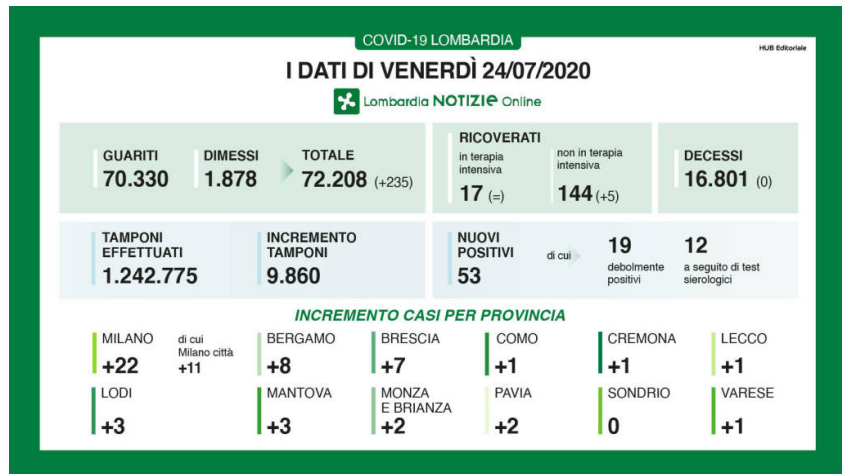 COVID-19 LOMBARDIA
HUB Editoriale
I DATI DI VENERDÌ 24/07/2020
Lombardia NOTIZIE Online
GUARITI
70.330
DIMESSI
1.878
TOTALE
72.208 (+235)
RICOVERATI
in terapia
intensiva
17 (=)
non in terapia
intensiva
144 (+5)
DECESSI
16.801 (0)
TAMPONI
EFFETTUATI
1.242.775
INCREMENTO
TAMPONI
9.860
NUOVI
POSITIVI
53
di cui
19
debolmente
positivi
12
a seguito di test
sierologici
INCREMENTO CASI PER PROVINCIA
MILANO
+22
di cui
Milano città
+11
BERGAMO
+8
BRESCIA
+7
COMO
+1
CREMONA
+1
LECCO
+1
LODI
+3
MANTOVA
+3
MONZA
E BRIANZA
+2
PAVIA
+2
SONDRIO
0
VARESE
+1